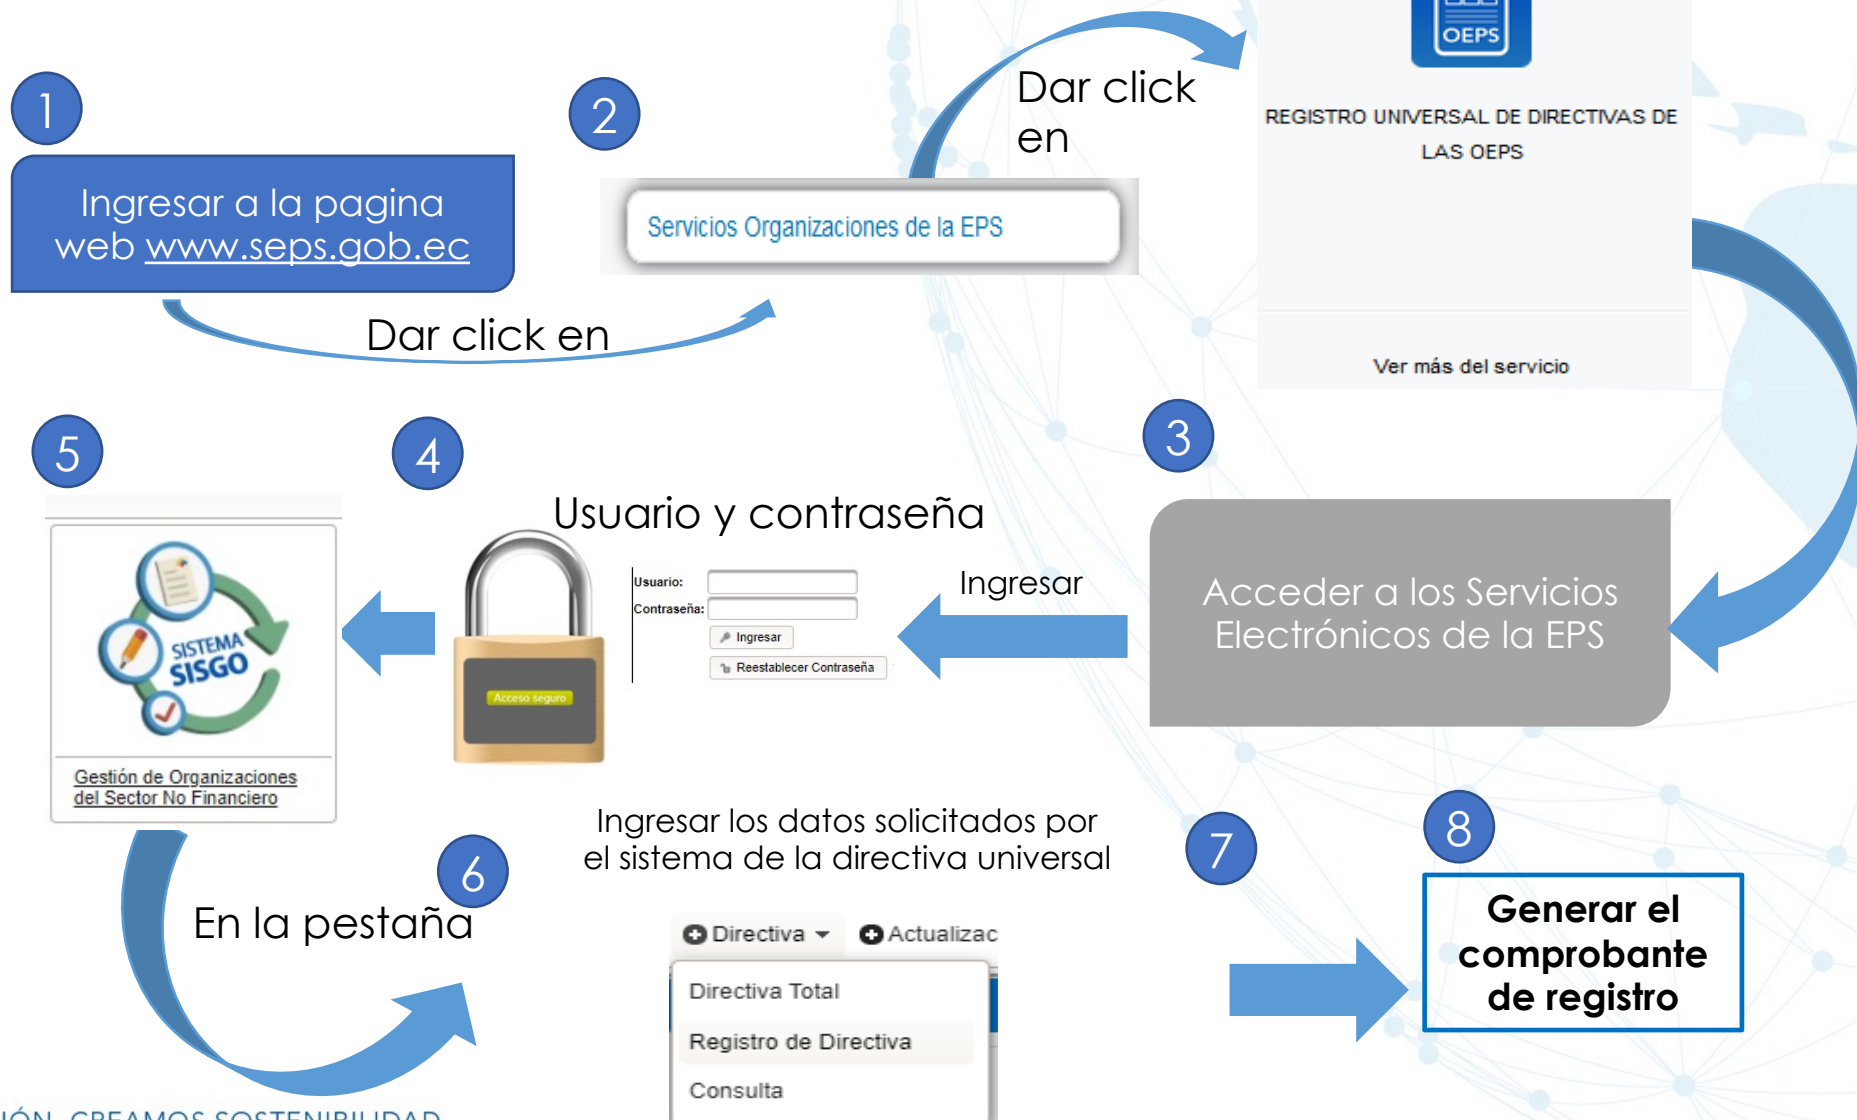 1
Ingresar a la pagina
web www.seps.gob.ec
Dar click en
2
Servicios Organizaciones de la EPS
Dar click
en
OEPS
REGISTRO UNIVERSAL DE DIRECTIVAS DE
LAS OEPS
Ver más del servicio
3
Acceder a los Servicios
Electrónicos de la EPS
Ingresar
4
Usuario y contraseña
Usuario:
Contraseña:
Ingresar
Reestablecer Contraseña
Acceso seguro
5
SISTEMA
SISGO
Gestión de Organizaciones
del Sector No Financiero
En la pestaña
6
Ingresar los datos solicitados por
el sistema de la directiva universal
Directiva Actualizac
Directiva Total
Registro de Directiva
Consulta
7
8
Generar el
comprobante
de registro
CREAMOS SOSTENIBILIDAD